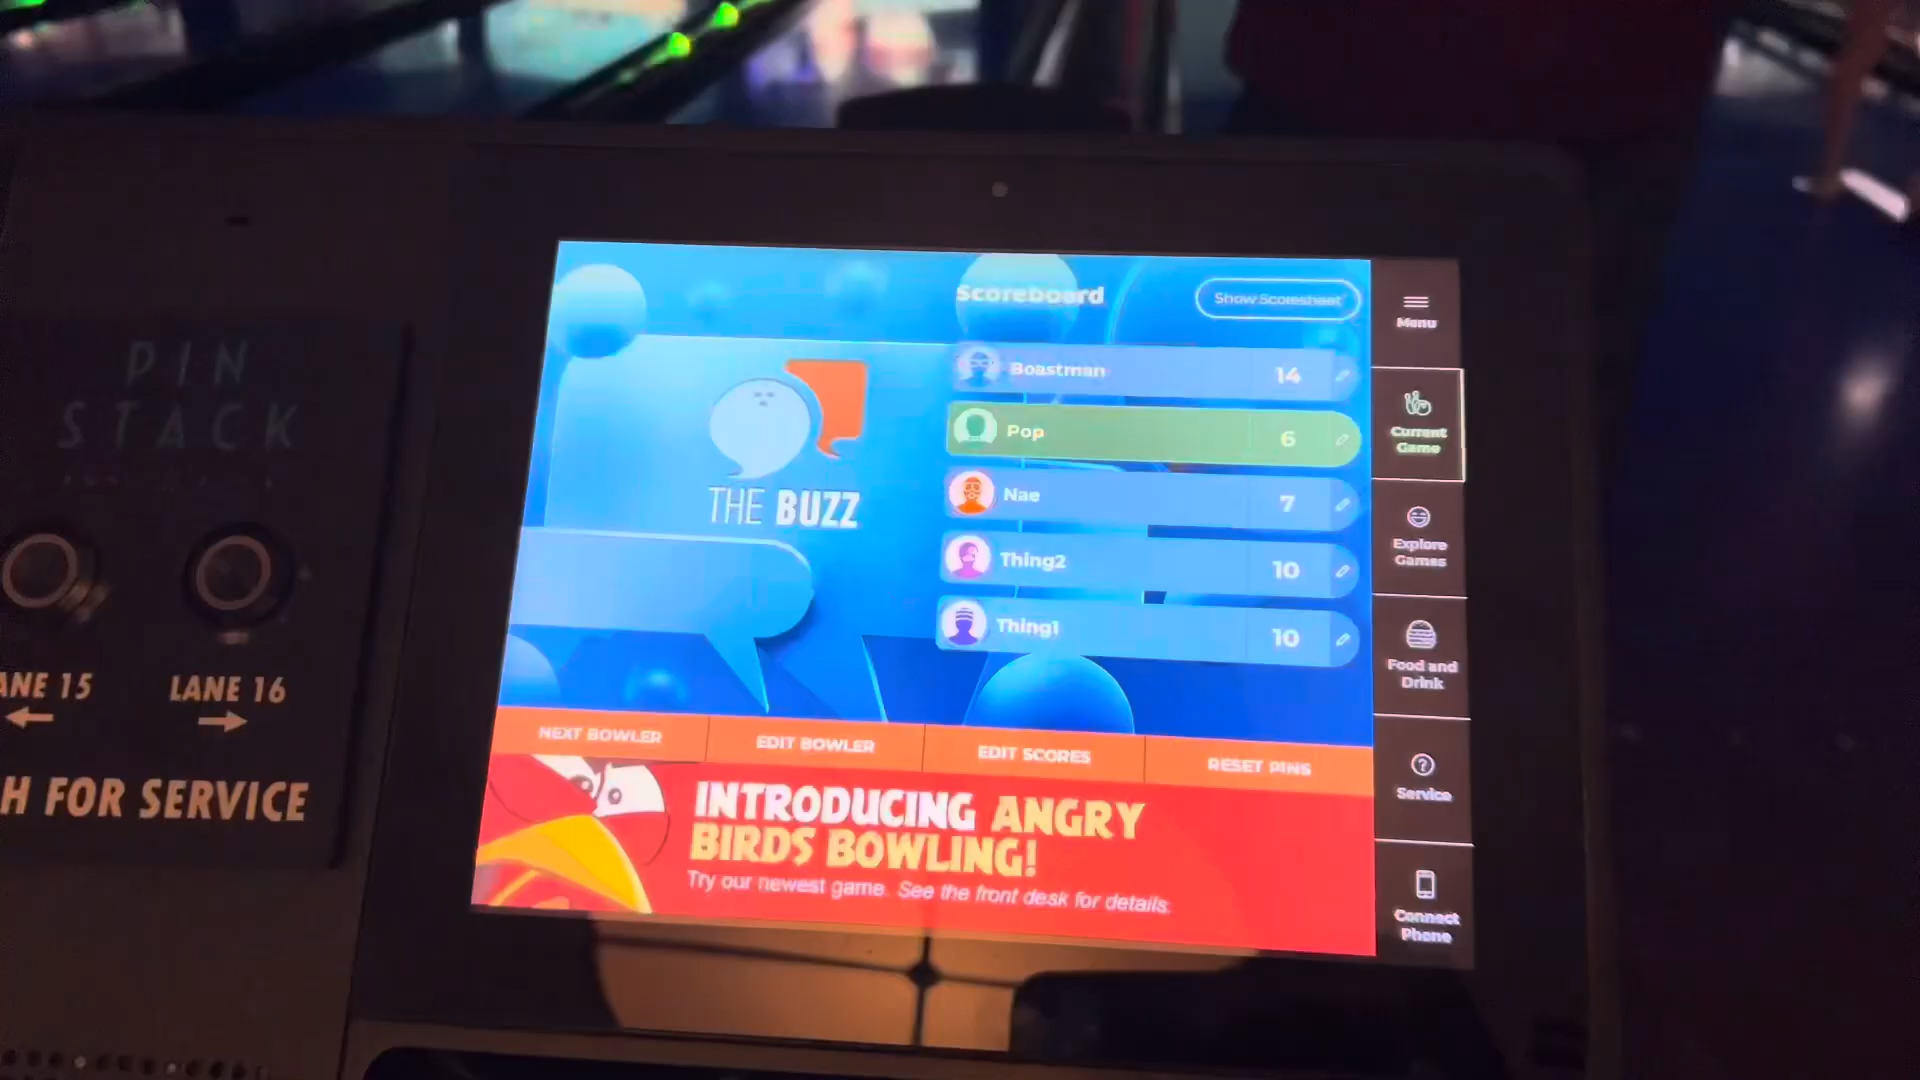 PIN
STACK
ANE 15
LANE 16
H FOR SERVICE
THE BUZZ
Scoreboard
Show Scoresheet
Boastman 14
Pop 6
Nae 7
Thing2 10
Thing1 10
NEXT BOWLER
EDIT BOWLER
EDIT SCORES
RESET PINS
INTRODUCING ANGRY
BIRDS BOWLING!
Try our newest game. See the front desk for details.
Menu
Current
Game
Explore
Games
Food and
Drink
Service
Connect
Phone